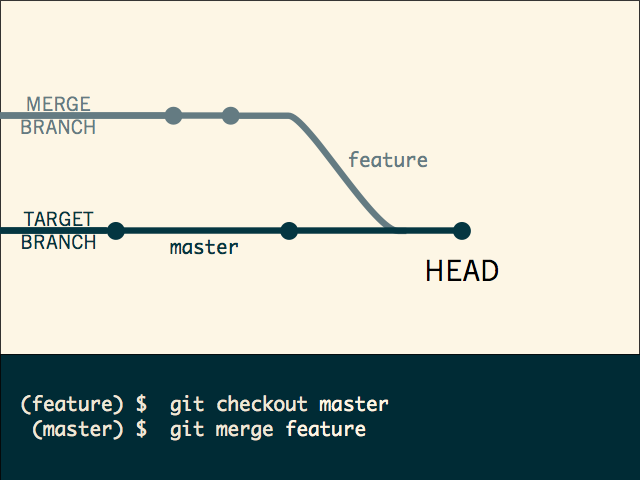 MERGE
BRANCH
feature
TARGET
BRANCH
master
HEAD
(feature) $ git checkout master
(master) $ git merge feature